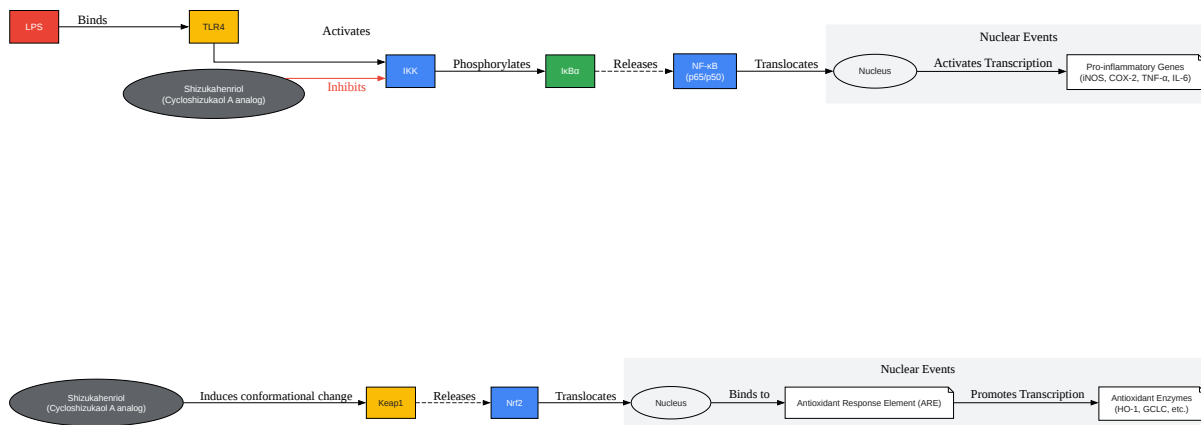 LPS
Binds
TLR4
Activates
Shizukahenriol
(Cycloshizukaol A analog)
Inhibits
IKK
Phosphorylates
IκBα
Releases
NF-κB
(p65/p50)
Translocates
Nuclear Events
Nucleus
Activates Transcription
Pro-inflammatory Genes
(iNOS, COX-2, TNF-α, IL-6)
Shizukahenriol
(Cycloshizukaol A analog)
Induces conformational change
Keap1
Releases
Nrf2
Translocates
Nuclear Events
Nucleus
Binds to
Antioxidant Response Element (ARE)
Promotes Transcription
Antioxidant Enzymes
(HO-1, GCLC, etc.)